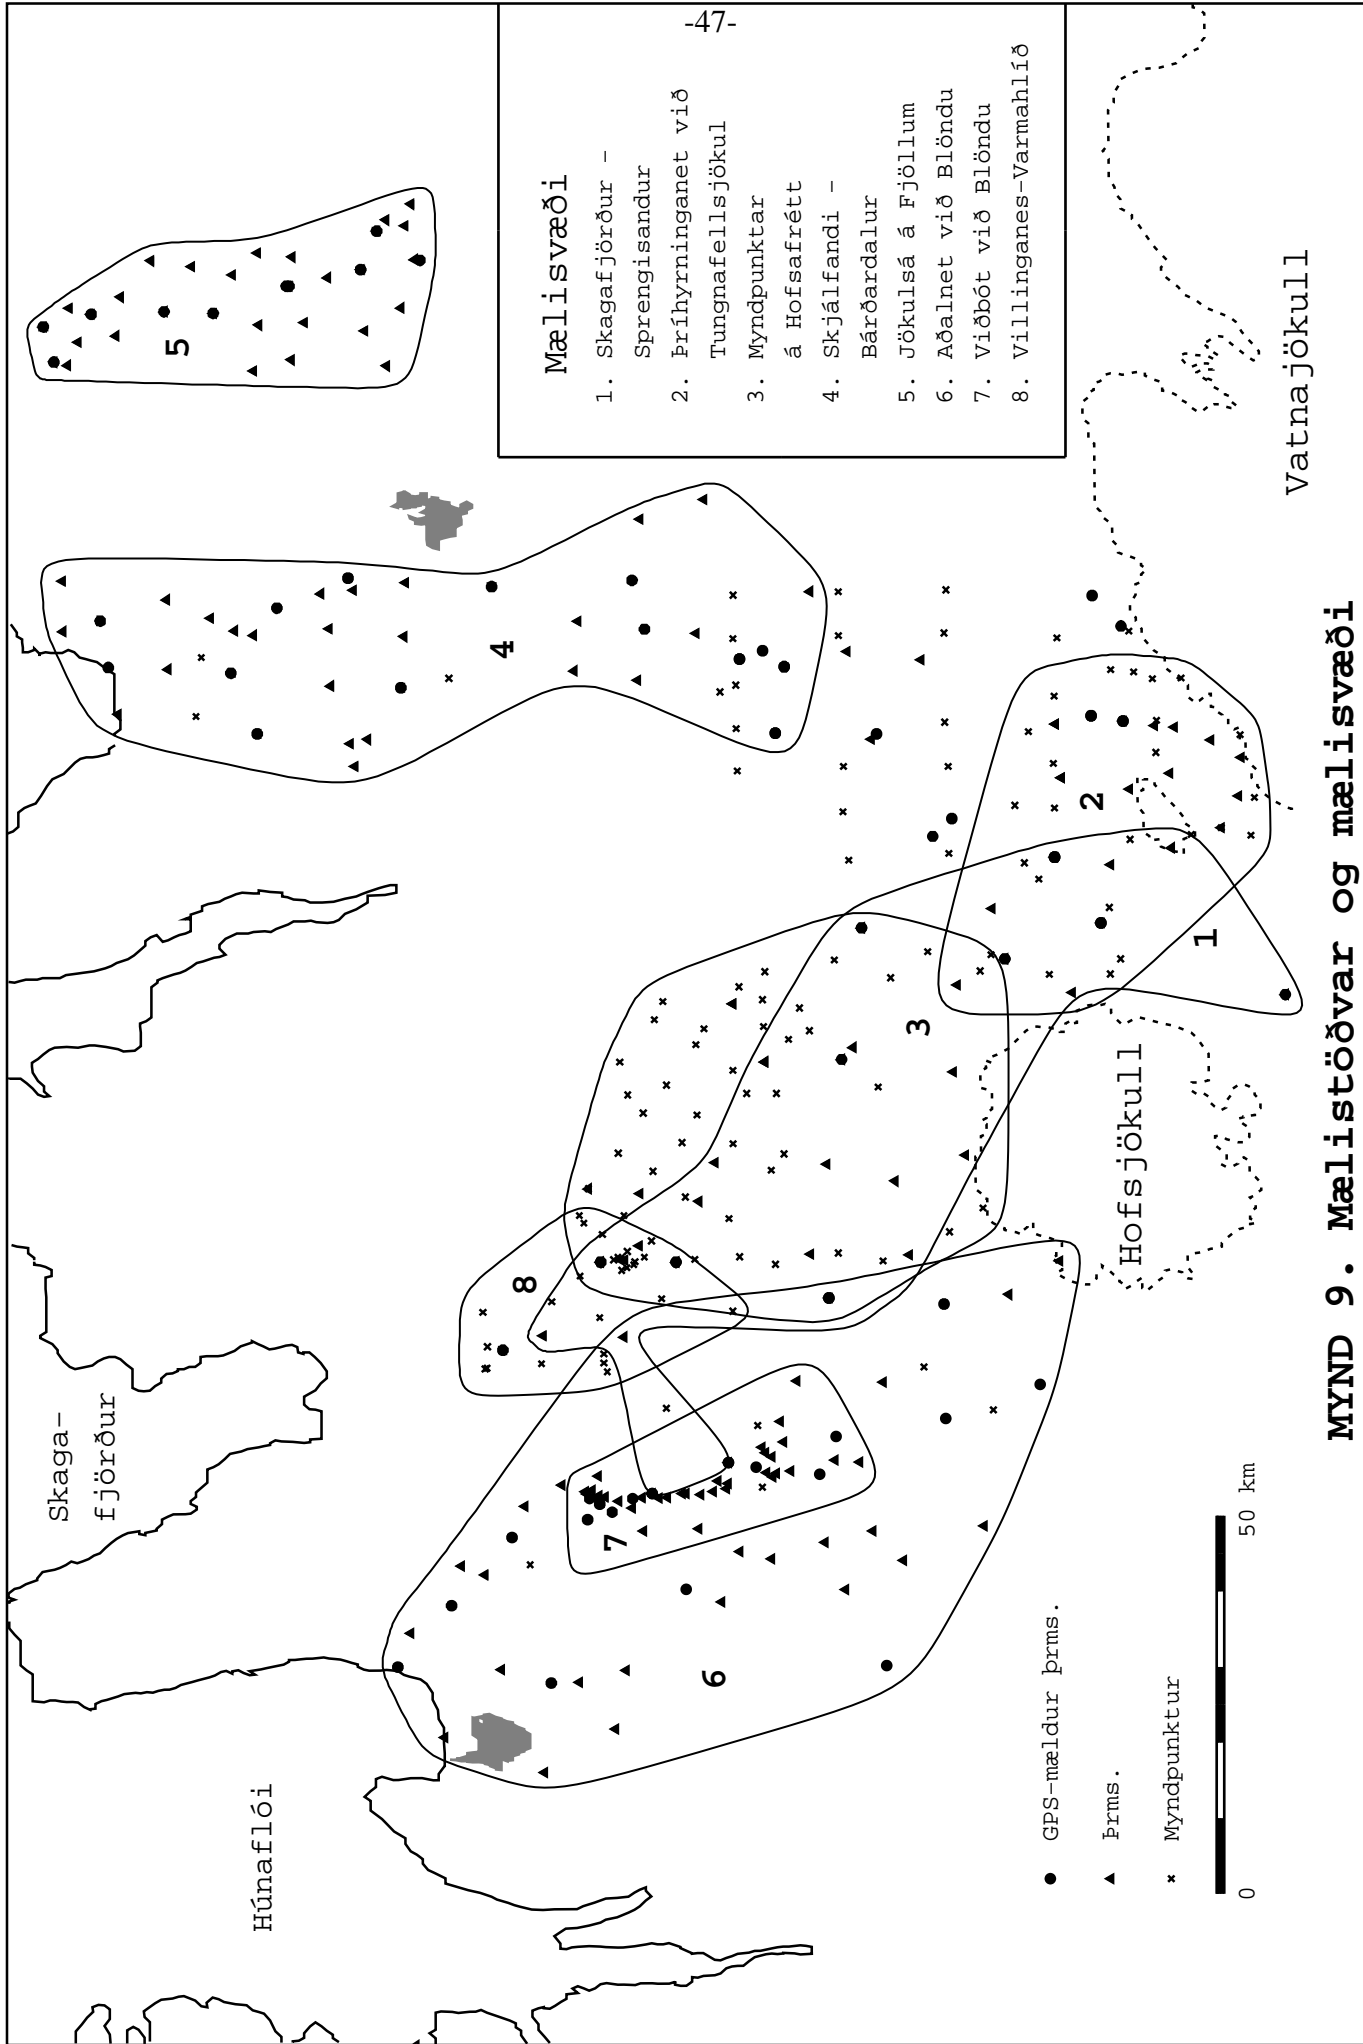 -47-
Mælisvæði
1. Skagafjörður -
Sprengisandur
2. Þríhyrninganet við
Tungnafellsjökul
3. Myndpunktar
á Hofsafrétt
4. Skjálfandi -
Bárðardalur
5. Jökulsá á Fjöllum
6. Aðalnet við Blöndu
7. Viðbót við Blöndu
8. Villinganes-Varmahlíð
Skaga-
fjörður
Húnaflói
5
4
8
7
6
3
2
1
Hofsjökull
Vatnajökull
GPS-mældur þrms.
Þrms.
Myndpunktur
0
50 km
MYND 9. Mælistöðvar og mælisvæði